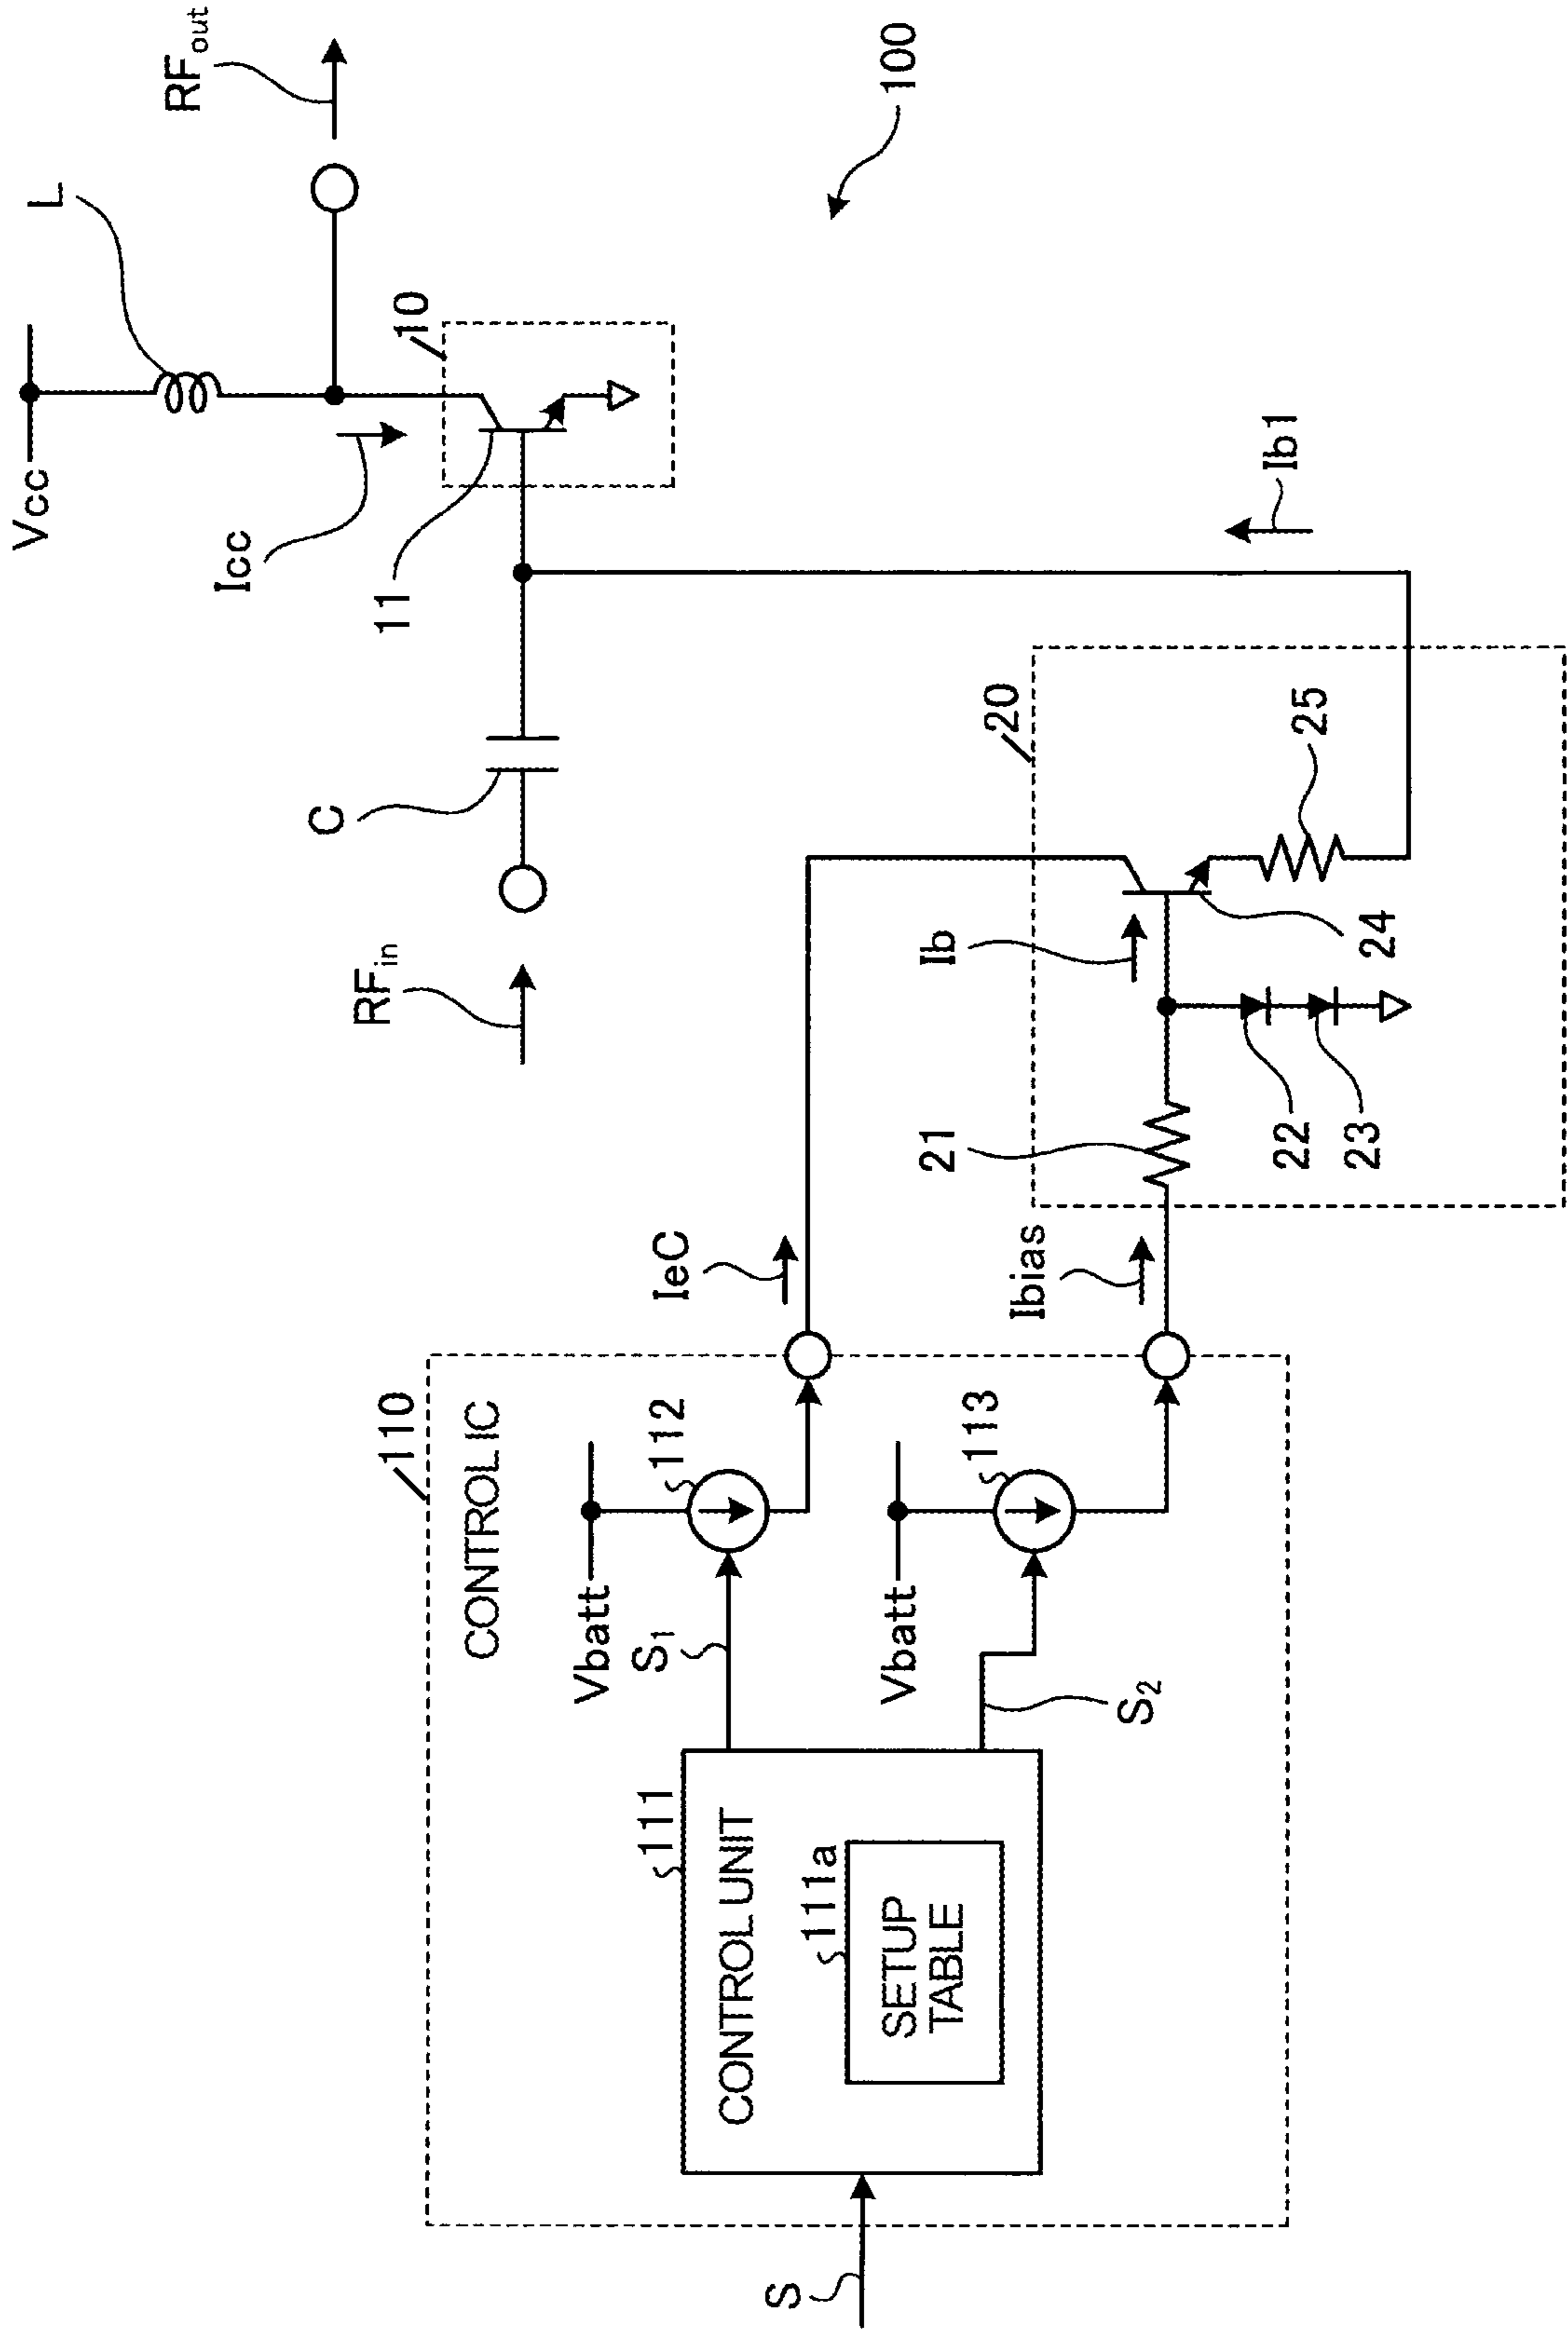 Vcc
L
RFout
Icc
10
11
C
RFin
100
Ib1
20
25
24
Ib
21
22
23
IeC
Ibias
110
CONTROL IC
Vbatt
112
S1
Vbatt
113
S2
111
CONTROL UNIT
111a
SETUP
TABLE
S